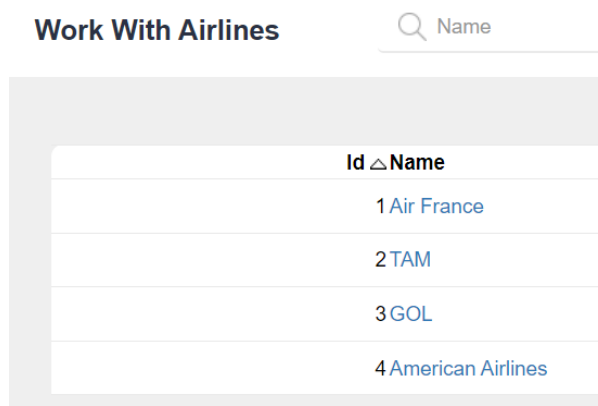 Work With Airlines
Name
Id Name
1 Air France
2 TAM
3 GOL
4 American Airlines